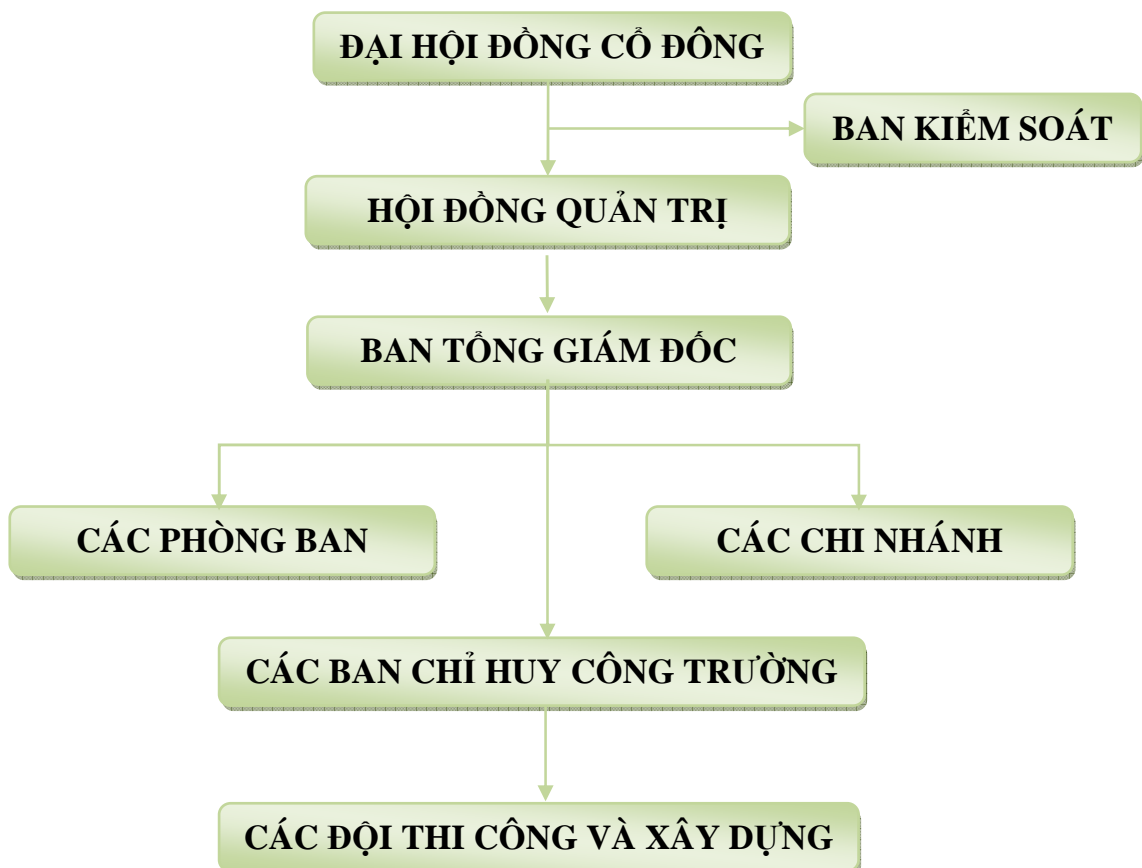 ĐẠI HỘI ĐỒNG CỔ ĐÔNG
BAN KIỂM SOÁT
HỘI ĐỒNG QUẢN TRỊ
BAN TỔNG GIÁM ĐỐC
CÁC PHÒNG BAN
CÁC CHI NHÁNH
CÁC BAN CHỈ HUY CÔNG TRƯỜNG
CÁC ĐỘI THI CÔNG VÀ XÂY DỰNG